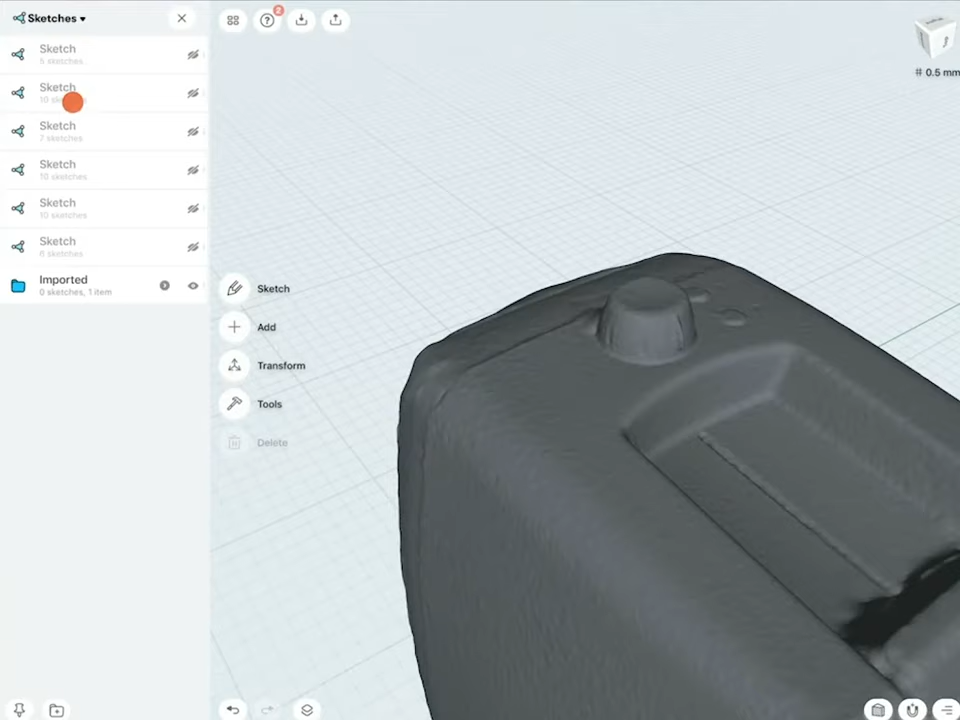 Sketches
Sketch
5 sketches
Sketch
10
Sketch
7 sketches
Sketch
10 sketches
Sketch
10 sketches
Sketch
6 sketches
Imported
0 sketches, 1 item
2
# 0.5 mm
Sketch
Add
Transform
Tools
Delete